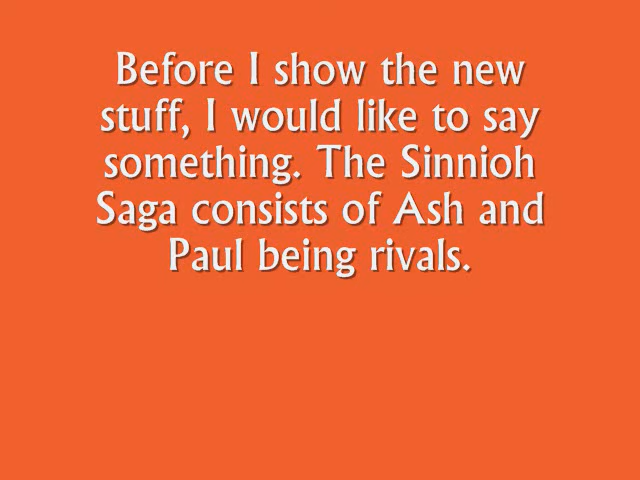 Before I show the new
stuff, I would like to say
something. The Sinnioh
Saga consists of Ash and
Paul being rivals.